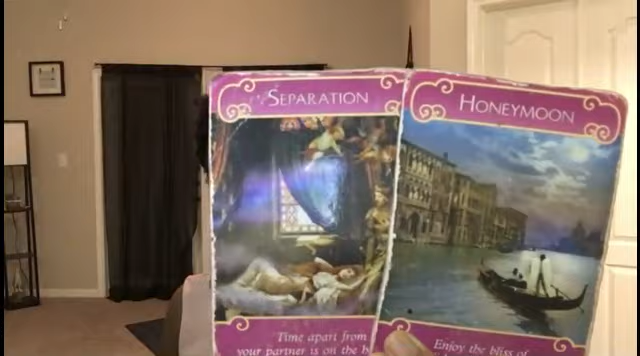 SEPARATION
HONEYMOON
Time apart from
your partner is on the
Enjoy the bliss of